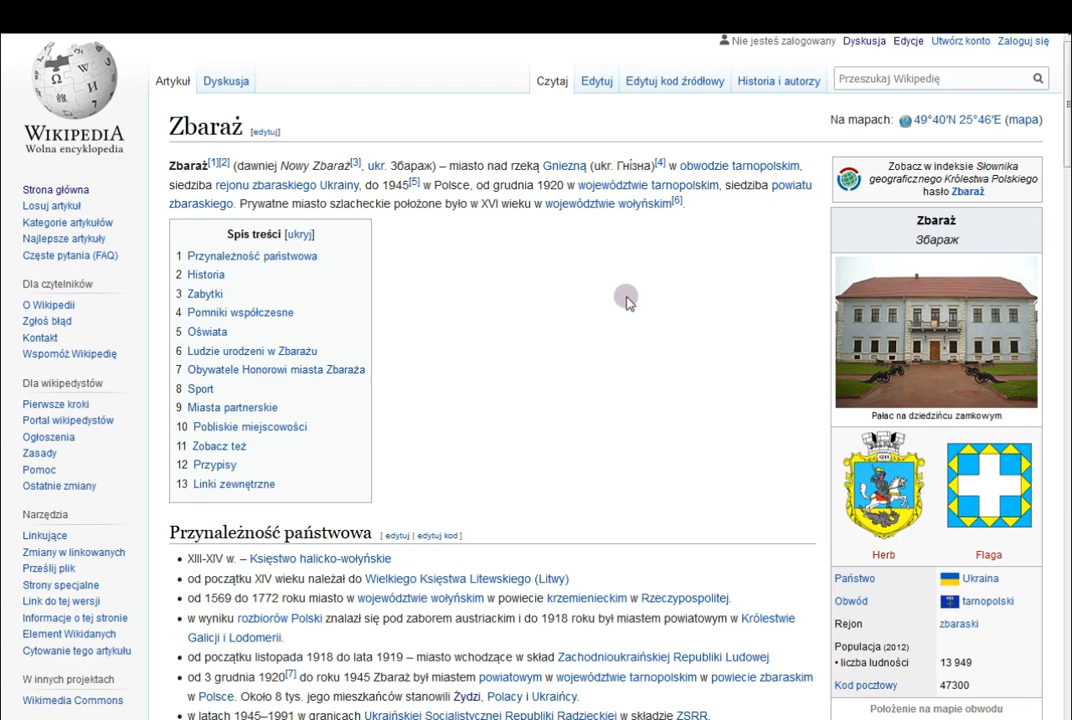 Nie jesteś zalogowany Dyskusja Edycje Utwórz konto Zaloguj się
Artykuł Dyskusja Czytaj Edytuj Edytuj kod źródłowy Historia i autorzy Przeszukaj Wikipedię
WIKIPEDIA
Wolna encyklopedia
Strona główna
Losuj artykuł
Kategorie artykułów
Najlepsze artykuły
Częste pytania (FAQ)
Dla czytelników
O Wikipedii
Zgłoś błąd
Kontakt
Wspomóż Wikipedię
Dla wikipedystów
Pierwsze kroki
Portal wikipedystów
Ogłoszenia
Zasady
Pomoc
Ostatnie zmiany
Narzędzia
Linkujące
Zmiany w linkowanych
Prześlij plik
Strony specjalne
Link do tej wersji
Informacje o tej stronie
Element Wikidanych
Cytowanie tego artykułu
W innych projektach
Wikimedia Commons
Zbaraż [edytuj]
Na mapach: 49°40′N 25°46′E (mapa)
Zbaraż[1][2] (dawniej Nowy Zbaraż[3], ukr. Збараж) – miasto nad rzeką Gniezną (ukr. Гнізна)[4] w obwodzie tarnopolskim,
siedziba rejonu zbaraskiego Ukrainy, do 1945[5] w Polsce, od grudnia 1920 w województwie tarnopolskim, siedziba powiatu
zbaraskiego. Prywatne miasto szlacheckie położone było w XVI wieku w województwie wołyńskim[6].
Spis treści [ukryj]
1 Przynależność państwowa
2 Historia
3 Zabytki
4 Pomniki współczesne
5 Oświata
6 Ludzie urodzeni w Zbarażu
7 Obywatele Honorowi miasta Zbaraża
8 Sport
9 Miasta partnerskie
10 Pobliskie miejscowości
11 Zobacz też
12 Przypisy
13 Linki zewnętrzne
Przynależność państwowa [ edytuj | edytuj kod ]
• XIII-XIV w. – Księstwo halicko-wołyńskie
• od początku XIV wieku należał do Wielkiego Księstwa Litewskiego (Litwy)
• od 1569 do 1772 roku miasto w województwie wołyńskim w powiecie krzemienieckim w Rzeczypospolitej.
• w wyniku rozbiorów Polski znalazł się pod zaborem austriackim i do 1918 roku był miastem powiatowym w Królestwie
Galicji i Lodomerii.
• od początku listopada 1918 do lata 1919 – miasto wchodzące w skład Zachodnioukraińskiej Republiki Ludowej
• od 3 grudnia 1920[7] do roku 1945 Zbaraż był miastem powiatowym w województwie tarnopolskim w powiecie zbaraskim
w Polsce. Około 8 tys. jego mieszkańców stanowili Żydzi, Polacy i Ukraińcy.
• w latach 1945–1991 w granicach Ukraińskiej Socjalistycznej Republiki Radzieckiej w składzie ZSRR.
Zobacz w indeksie Słownika
geograficznego Królestwa Polskiego
hasło Zbaraż
Zbaraż
Збараж
Pałac na dziedzińcu zamkowym
Herb Flaga
Państwo Ukraina
Obwód tarnopolski
Rejon zbaraski
Populacja (2012)
• liczba ludności 13 949
Kod pocztowy 47300
Położenie na mapie obwodu